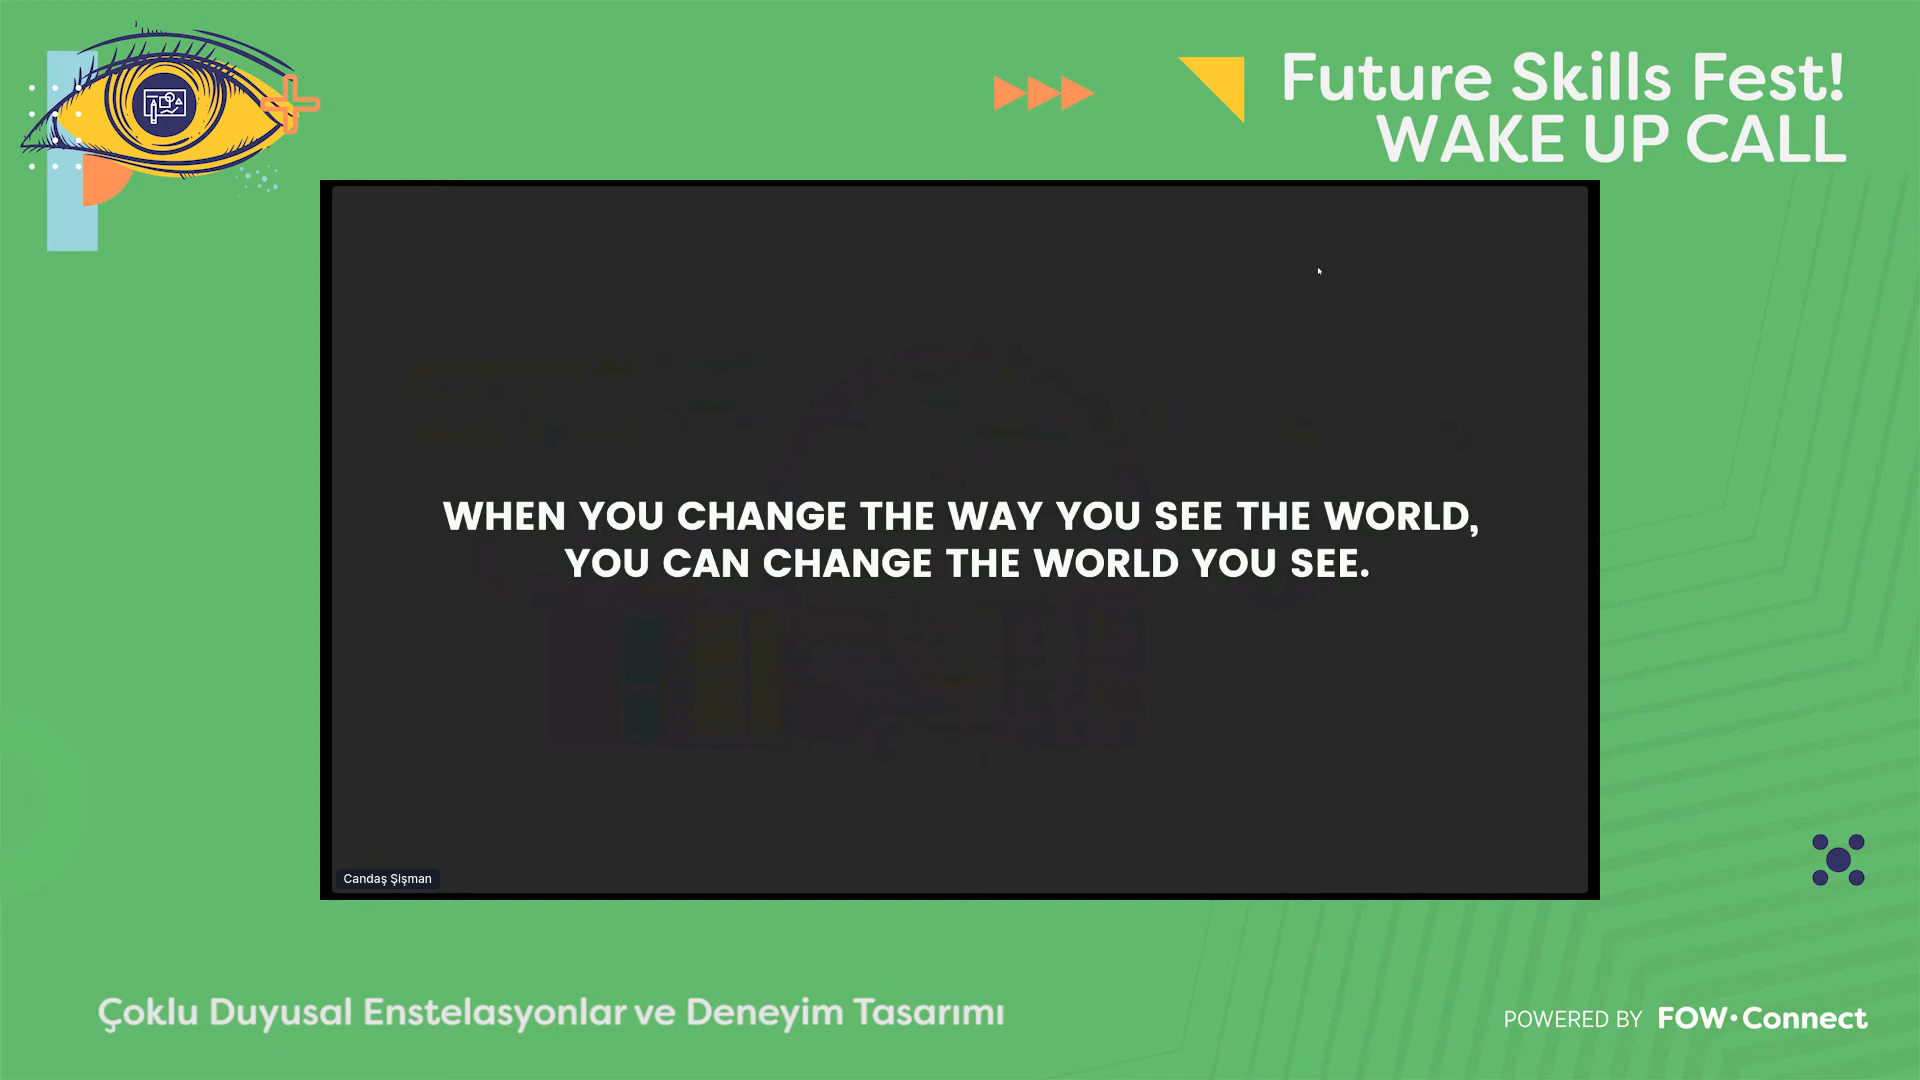 Future Skills Fest!
WAKE UP CALL
WHEN YOU CHANGE THE WAY YOU SEE THE WORLD,
YOU CAN CHANGE THE WORLD YOU SEE.
Candaş Şişman
Çoklu Duyusal Enstelasyonlar ve Deneyim Tasarımı
POWERED BY FOW·Connect